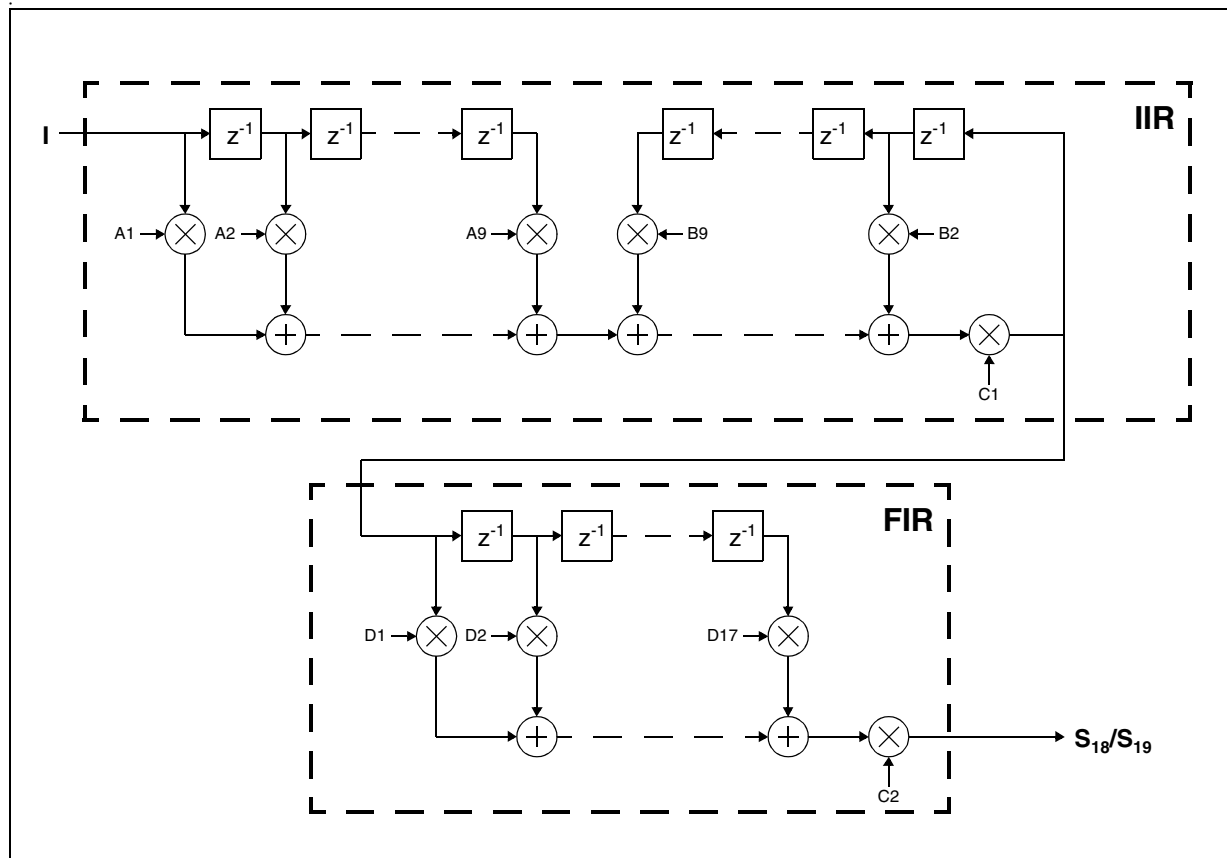 IIR
I
z-1 z-1 z-1 z-1 z-1 z-1
A1 A2 A9 B9 B2
C1
FIR
z-1 z-1 z-1
D1 D2 D17
S18/S19
C2